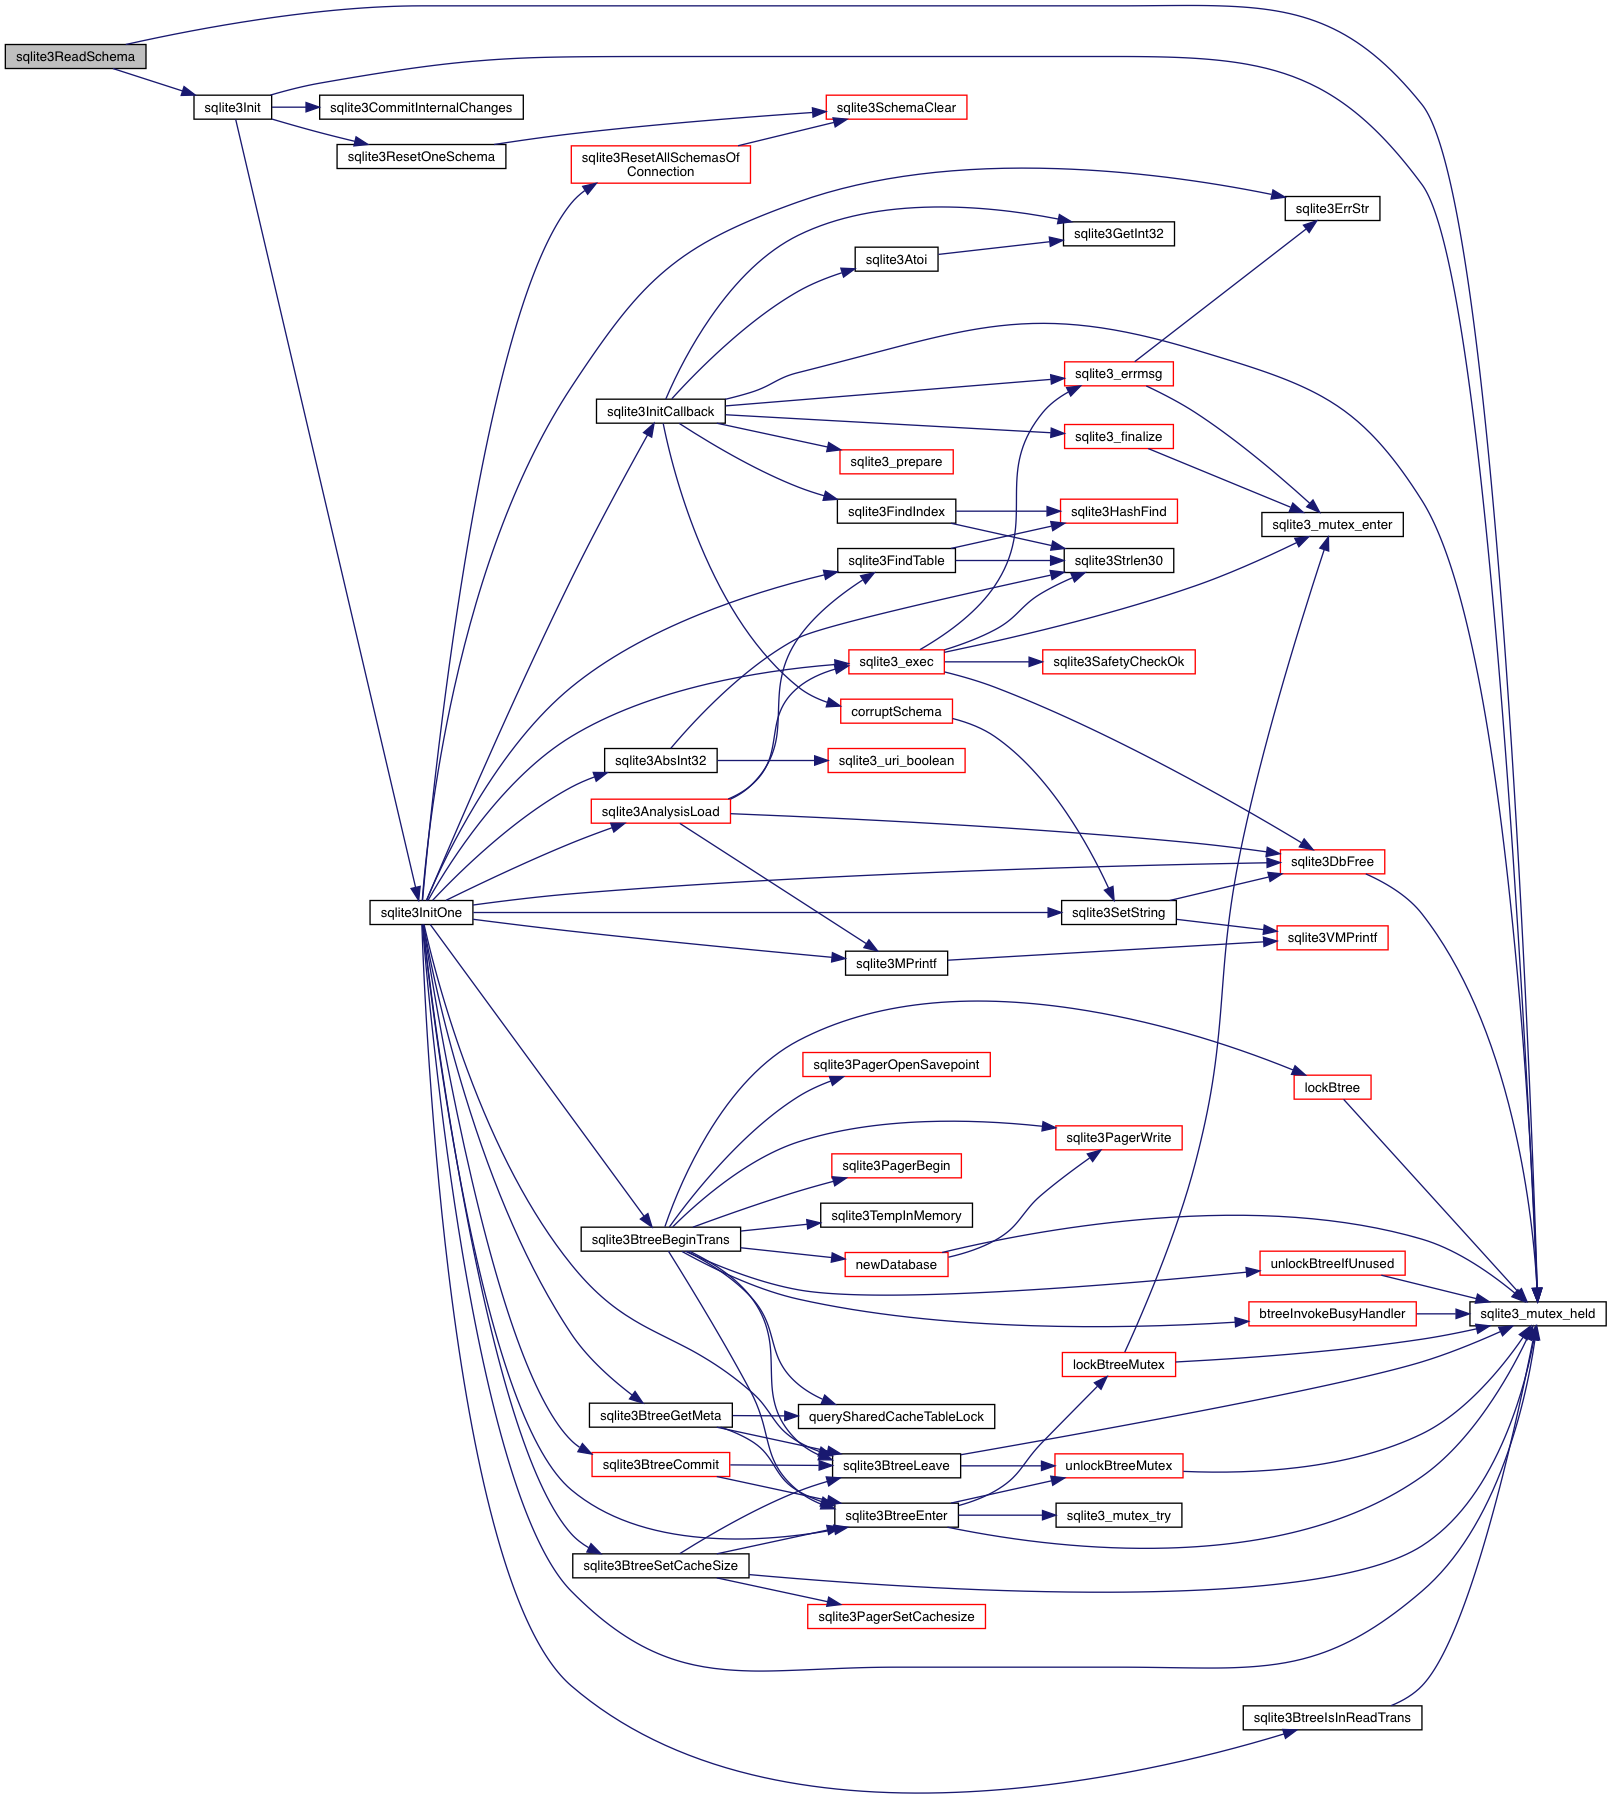 sqlite3ReadSchema
sqlite3Init
sqlite3CommitInternalChanges
sqlite3SchemaClear
sqlite3ResetOneSchema
sqlite3ResetAllSchemasOf
Connection
sqlite3ErrStr
sqlite3GetInt32
sqlite3Atoi
sqlite3_errmsg
sqlite3InitCallback
sqlite3_finalize
sqlite3_prepare
sqlite3FindIndex
sqlite3HashFind
sqlite3_mutex_enter
sqlite3FindTable
sqlite3Strlen30
sqlite3_exec
sqlite3SafetyCheckOk
corruptSchema
sqlite3AbsInt32
sqlite3_uri_boolean
sqlite3AnalysisLoad
sqlite3DbFree
sqlite3InitOne
sqlite3SetString
sqlite3VMPrintf
sqlite3MPrintf
sqlite3PagerOpenSavepoint
lockBtree
sqlite3PagerWrite
sqlite3PagerBegin
sqlite3TempInMemory
sqlite3BtreeBeginTrans
newDatabase
unlockBtreeIfUnused
btreeInvokeBusyHandler
sqlite3_mutex_held
lockBtreeMutex
sqlite3BtreeGetMeta
querySharedCacheTableLock
sqlite3BtreeCommit
sqlite3BtreeLeave
unlockBtreeMutex
sqlite3BtreeEnter
sqlite3_mutex_try
sqlite3BtreeSetCacheSize
sqlite3PagerSetCachesize
sqlite3BtreeIsInReadTrans